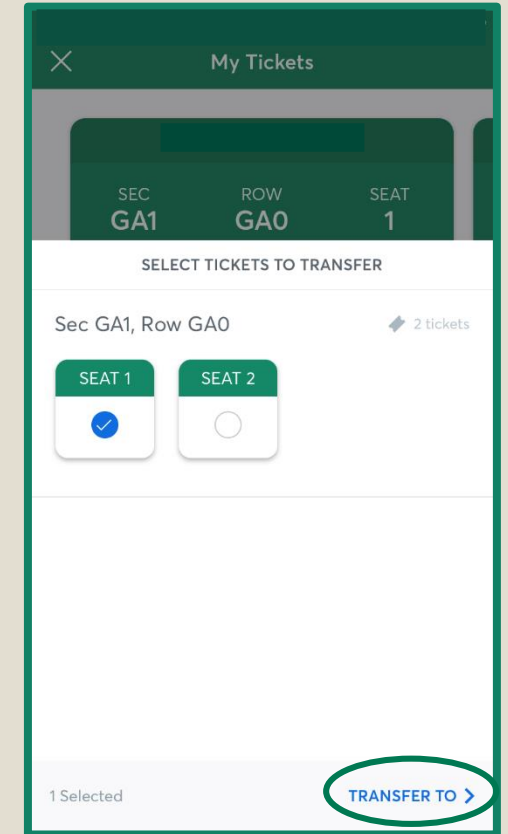 My Tickets
SEC ROW SEAT
GA1 GA0 1
SELECT TICKETS TO TRANSFER
Sec GA1, Row GA0 2 tickets
SEAT 1 SEAT 2
1 Selected TRANSFER TO